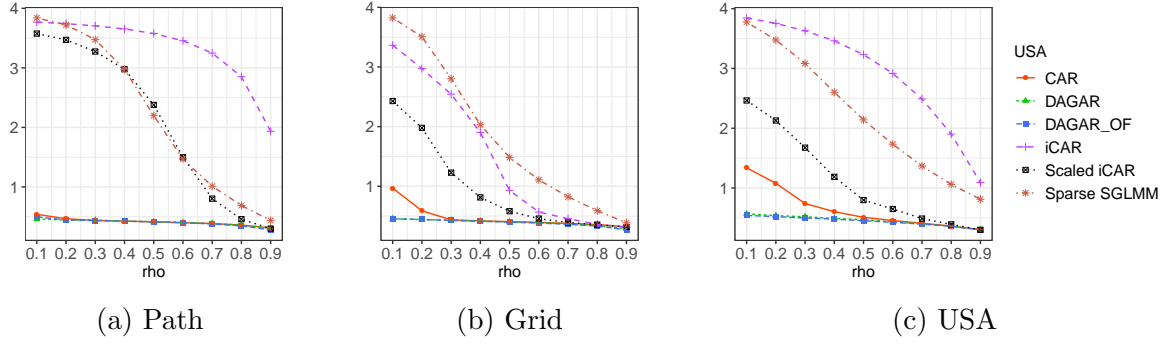 4
3
2
1
0.1 0.2 0.3 0.4 0.5 0.6 0.7 0.8 0.9
rho
(a) Path
4
3
2
1
0.1 0.2 0.3 0.4 0.5 0.6 0.7 0.8 0.9
rho
(b) Grid
4
3
2
1
0.1 0.2 0.3 0.4 0.5 0.6 0.7 0.8 0.9
rho
(c) USA
USA
CAR
DAGAR
DAGAR_OF
iCAR
Scaled iCAR
Sparse SGLMM